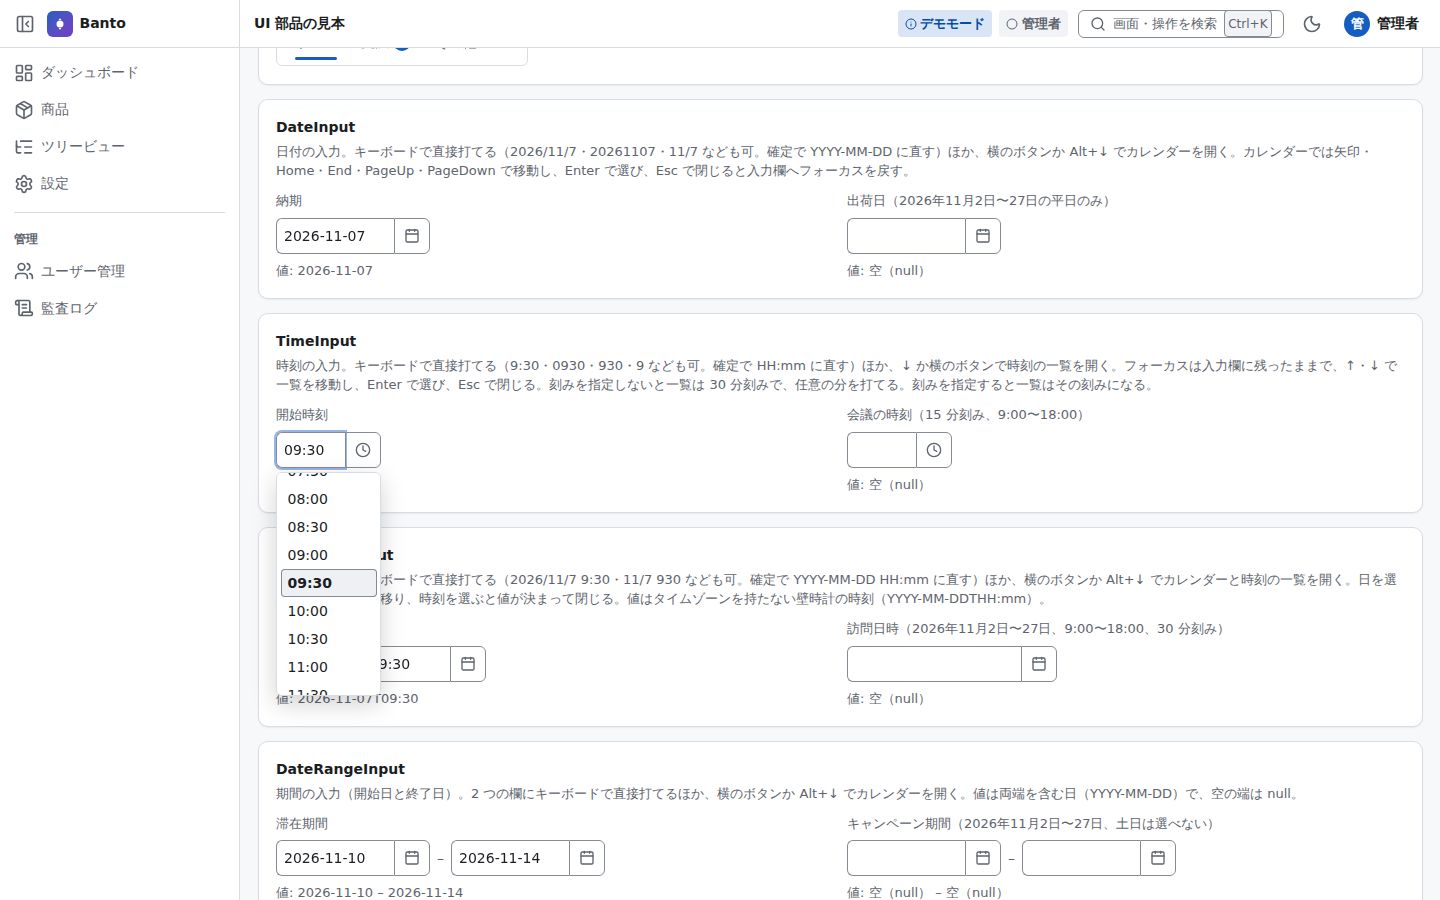 Banto
UI 部品の見本
デモモード
管理者
画面・操作を検索
Ctrl+K
管
管理者
ダッシュボード
商品
ツリービュー
設定
管理
ユーザー管理
監査ログ
DateInput
日付の入力。キーボードで直接打てる（2026/11/7・20261107・11/7 なども可。確定で YYYY-MM-DD に直す）ほか、横のボタンか Alt+↓ でカレンダーを開く。カレンダーでは矢印・
Home・End・PageUp・PageDown で移動し、Enter で選び、Esc で閉じると入力欄へフォーカスを戻す。
納期
出荷日（2026年11月2日〜27日の平日のみ）
2026-11-07
値: 2026-11-07
値: 空（null）
TimeInput
時刻の入力。キーボードで直接打てる（9:30・0930・930・9 なども可。確定で HH:mm に直す）ほか、↓ か横のボタンで時刻の一覧を開く。フォーカスは入力欄に残ったままで、↑・↓ で
一覧を移動し、Enter で選び、Esc で閉じる。刻みを指定しないと一覧は 30 分刻みで、任意の分を打てる。刻みを指定すると一覧はその刻みになる。
開始時刻
会議の時刻（15 分刻み、9:00〜18:00）
09:30
値: 空（null）
07:30
08:00
08:30
09:00
09:30
10:00
10:30
11:00
11:30
ut
ボードで直接打てる（2026/11/7 9:30・11/7 930 なども可。確定で YYYY-MM-DD HH:mm に直す）ほか、横のボタンか Alt+↓ でカレンダーと時刻の一覧を開く。日を選
移り、時刻を選ぶと値が決まって閉じる。値はタイムゾーンを持たない壁時計の時刻（YYYY-MM-DDTHH:mm）。
訪問日時（2026年11月2日〜27日、9:00〜18:00、30 分刻み）
9:30
値: 2026-11-07T09:30
値: 空（null）
DateRangeInput
期間の入力（開始日と終了日）。2 つの欄にキーボードで直接打てるほか、横のボタンか Alt+↓ でカレンダーを開く。値は両端を含む日（YYYY-MM-DD）で、空の端は null。
滞在期間
キャンペーン期間（2026年11月2日〜27日、土日は選べない）
2026-11-10
–
2026-11-14
–
値: 2026-11-10 – 2026-11-14
値: 空（null） – 空（null）